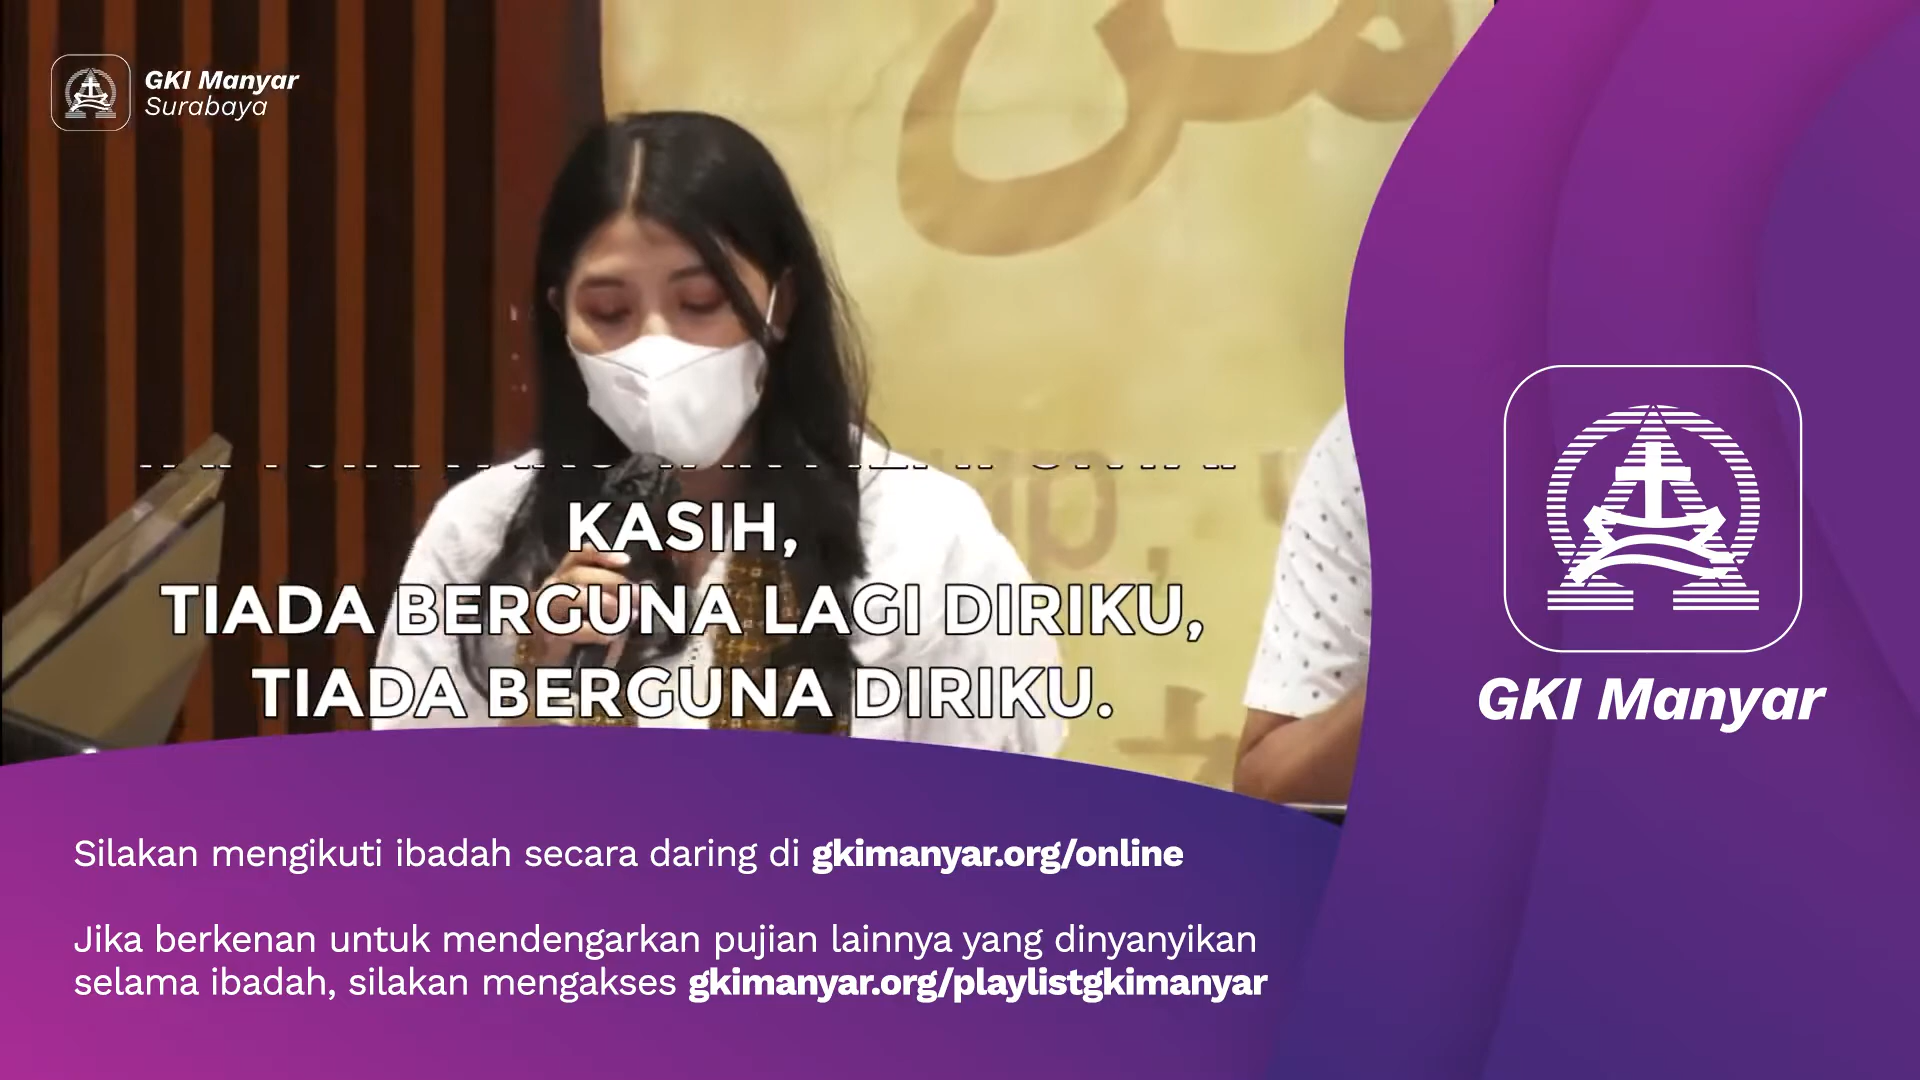 GKI Manyar
Surabaya
KASIH,
TIADA BERGUNA LAGI DIRIKU,
TIADA BERGUNA DIRIKU.
GKI Manyar
Silakan mengikuti ibadah secara daring di gkimanyar.org/online
Jika berkenan untuk mendengarkan pujian lainnya yang dinyanyikan
selama ibadah, silakan mengakses gkimanyar.org/playlistgkimanyar